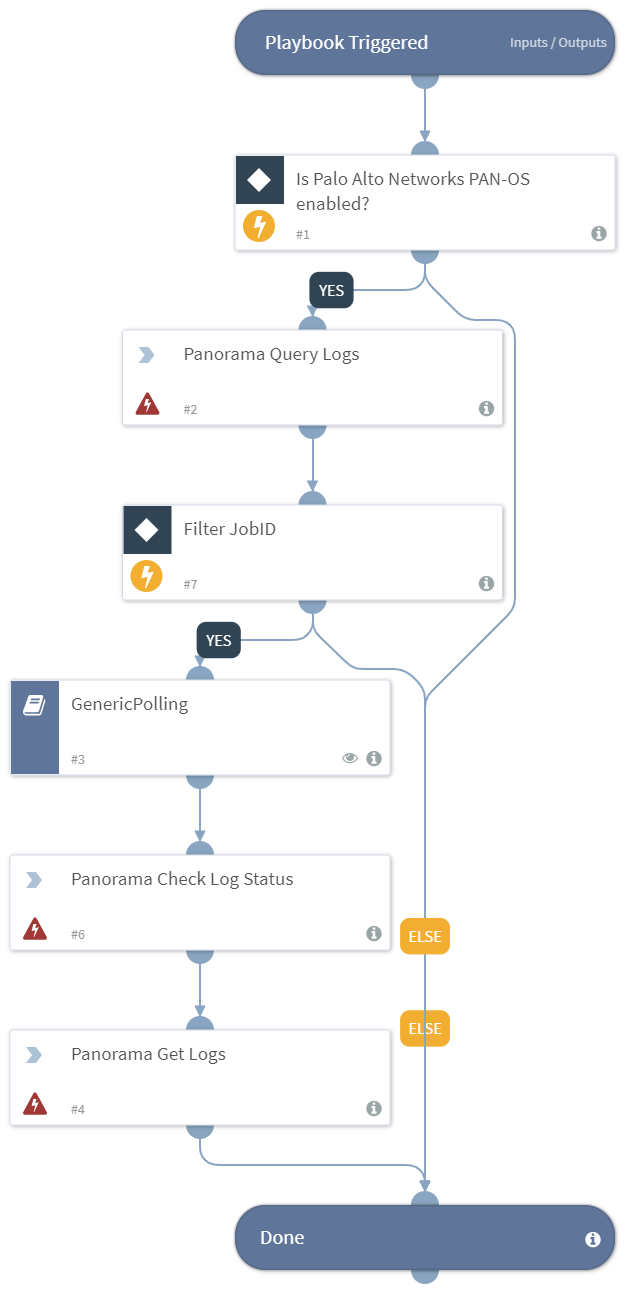 Playbook Triggered
Inputs / Outputs
Is Palo Alto Networks PAN-OS
enabled?
#1
YES
Panorama Query Logs
#2
Filter JobID
#7
YES
GenericPolling
#3
Panorama Check Log Status
#6
ELSE
ELSE
Panorama Get Logs
#4
Done